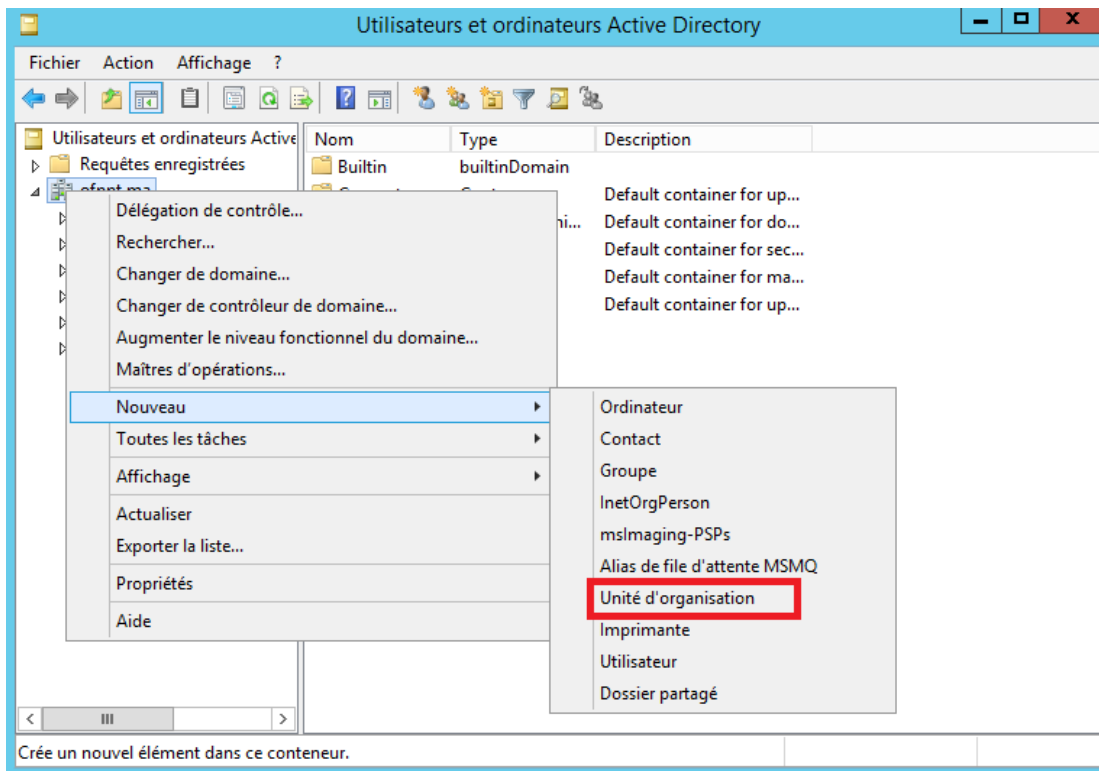 Utilisateurs et ordinateurs Active Directory
Fichier Action Affichage ?
Utilisateurs et ordinateurs Active
Nom Type Description
Requêtes enregistrées
Builtin builtinDomain
Default container for up...
Délégation de contrôle...
hi... Default container for do...
Rechercher...
Default container for sec...
Changer de domaine...
Default container for ma...
Changer de contrôleur de domaine...
Default container for up...
Augmenter le niveau fonctionnel du domaine...
Maîtres d'opérations...
Nouveau
Toutes les tâches
Affichage
Actualiser
Exporter la liste...
Propriétés
Aide
Ordinateur
Contact
Groupe
InetOrgPerson
msImaging-PSPs
Alias de file d'attente MSMQ
Unité d'organisation
Imprimante
Utilisateur
Dossier partagé
Crée un nouvel élément dans ce conteneur.